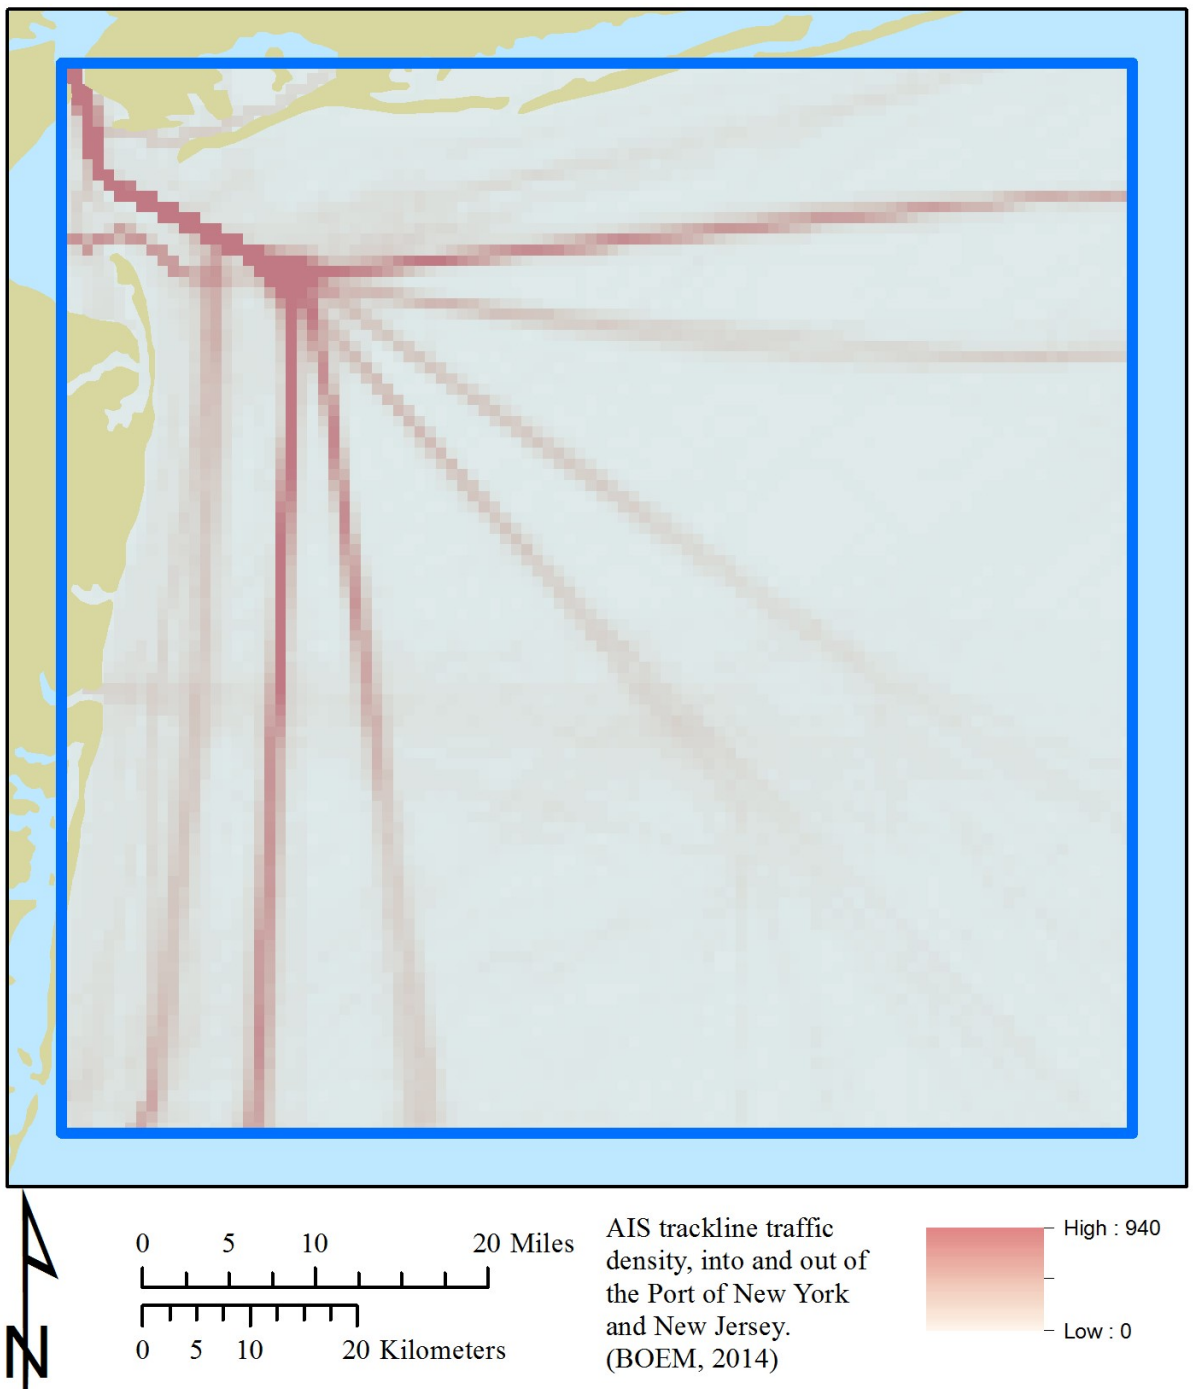 N
0 5 10 20 Miles
0 5 10 20 Kilometers
AIS trackline traffic
density, into and out of
the Port of New York
and New Jersey.
(BOEM, 2014)
High : 940
Low : 0